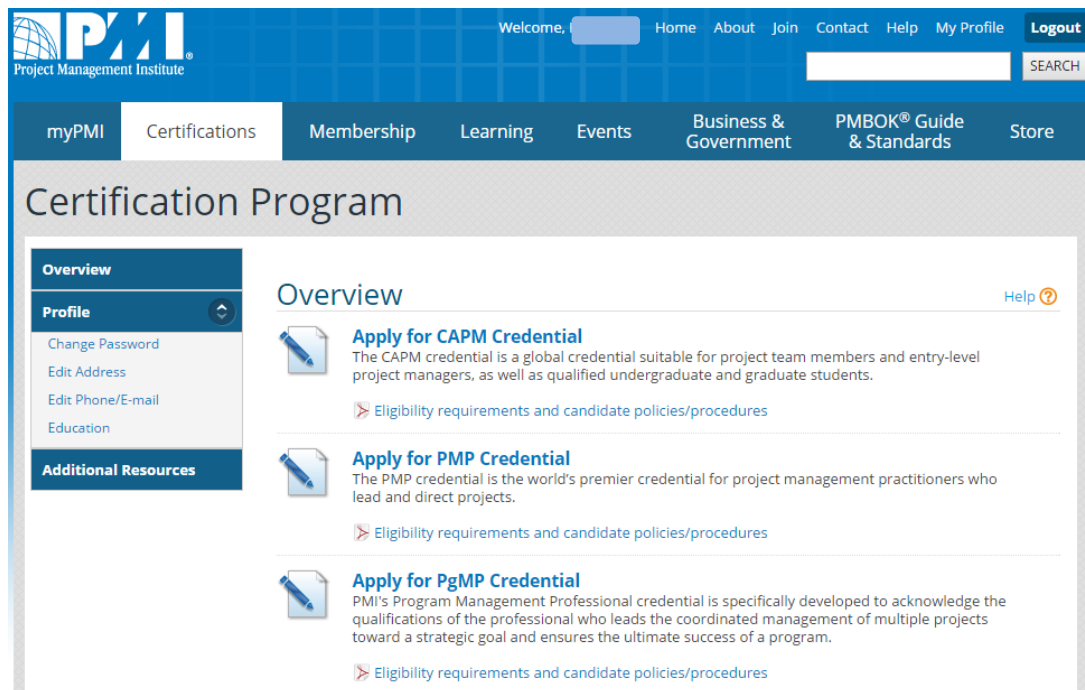 Welcome,
Home About Join Contact Help My Profile Logout
PMI®
Project Management Institute
SEARCH
myPMI Certifications Membership Learning Events Business & Government PMBOK® Guide & Standards Store
Certification Program
Overview
Profile
Change Password
Edit Address
Edit Phone/E-mail
Education
Additional Resources
Overview
Help
Apply for CAPM Credential
The CAPM credential is a global credential suitable for project team members and entry-level
project managers, as well as qualified undergraduate and graduate students.
Eligibility requirements and candidate policies/procedures
Apply for PMP Credential
The PMP credential is the world's premier credential for project management practitioners who
lead and direct projects.
Eligibility requirements and candidate policies/procedures
Apply for PgMP Credential
PMI's Program Management Professional credential is specifically developed to acknowledge the
qualifications of the professional who leads the coordinated management of multiple projects
toward a strategic goal and ensures the ultimate success of a program.
Eligibility requirements and candidate policies/procedures